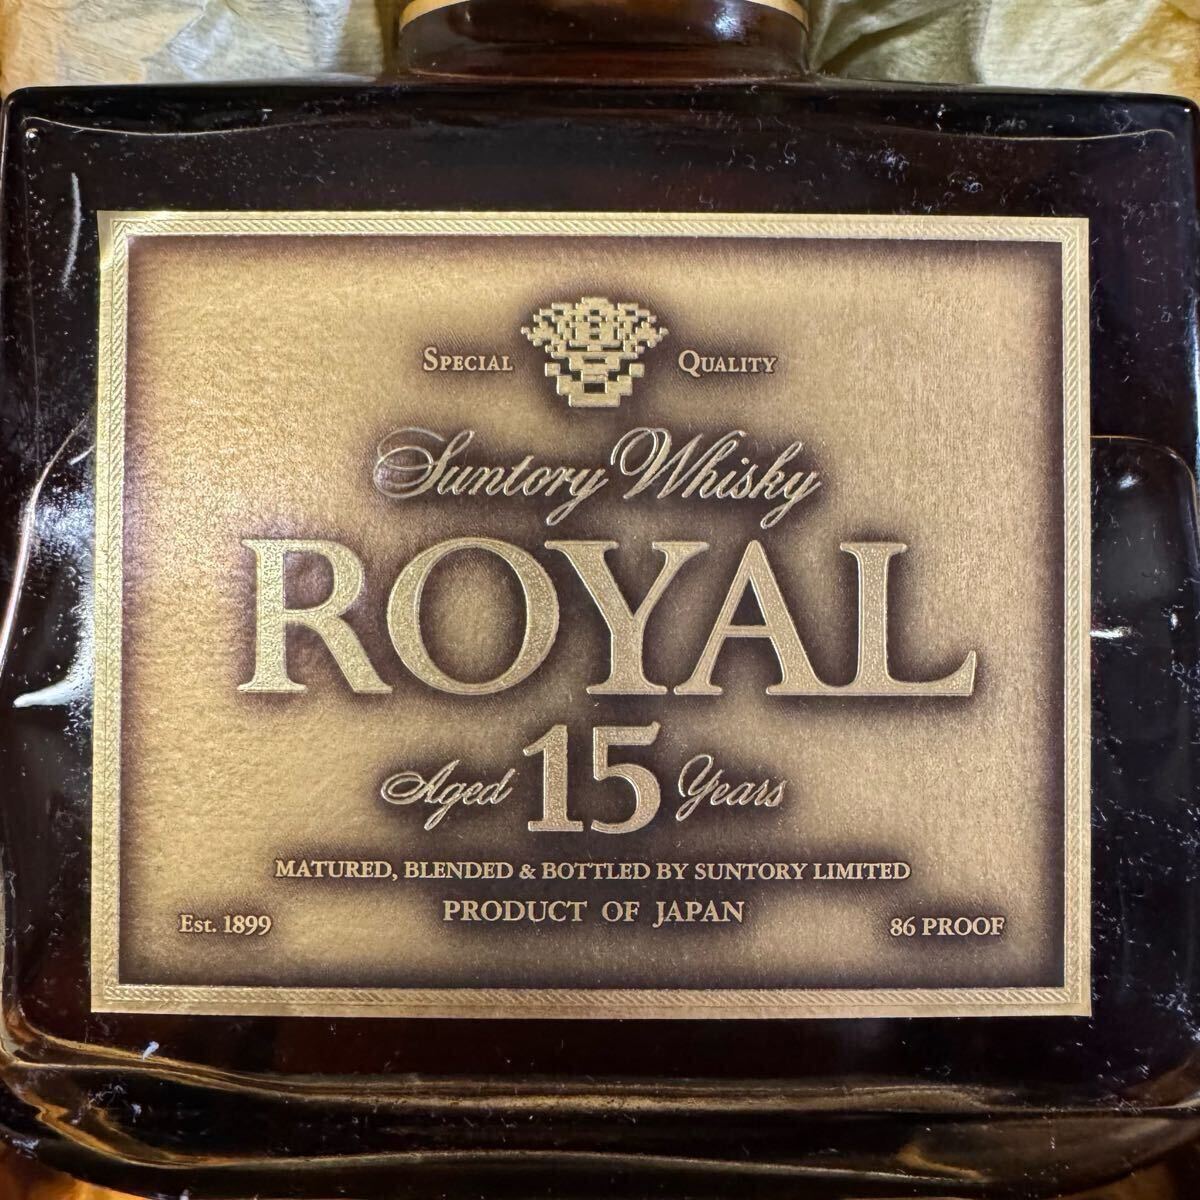 SPECIAL QUALITY
Suntory Whisky
ROYAL
Aged 15 Years
MATURED, BLENDED & BOTTLED BY SUNTORY LIMITED
PRODUCT OF JAPAN
Est. 1899
86 PROOF